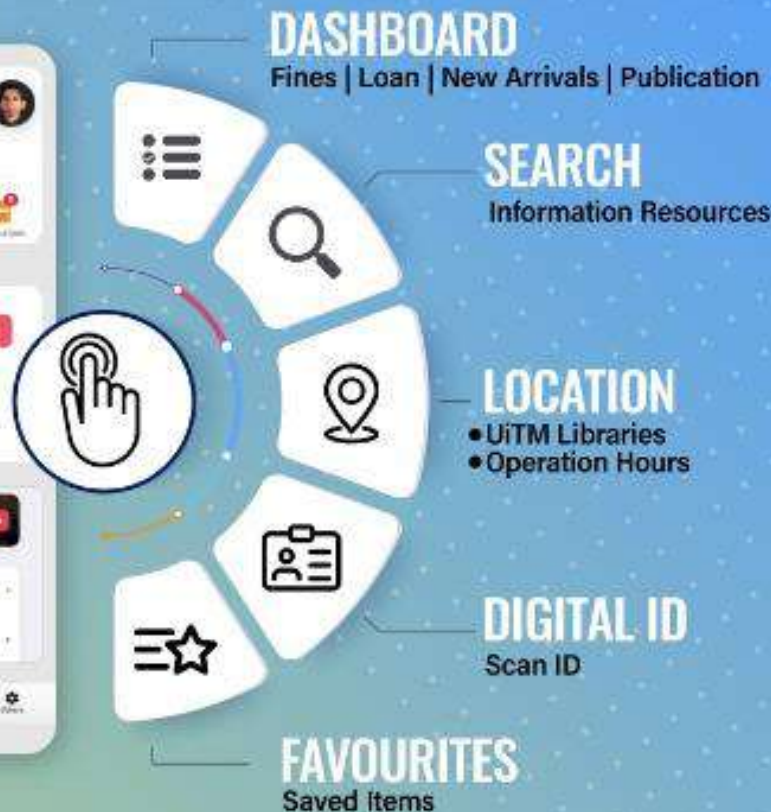 DASHBOARD
Fines | Loan | New Arrivals | Publication
SEARCH
Information Resources
LOCATION
•UiTM Libraries
•Operation Hours
DIGITAL ID
Scan ID
FAVOURITES
Saved Items